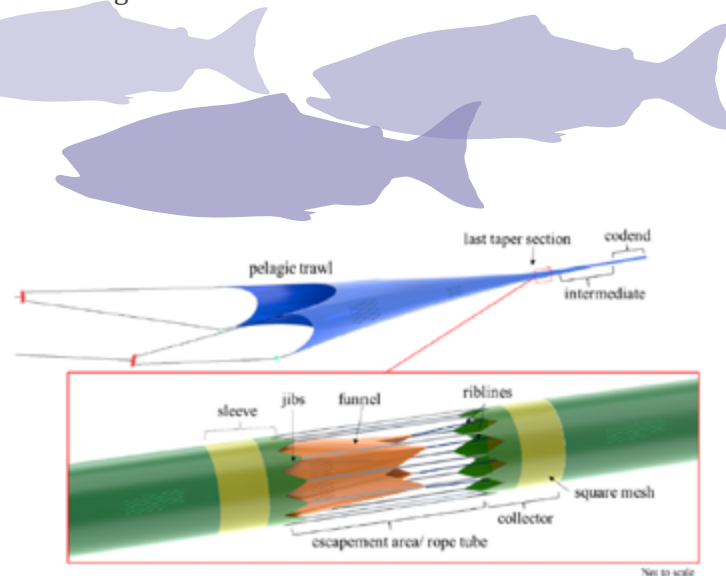 codend
last taper section
pelagic trawl
intermediate
riblines
jibs
funnel
sleeve
square mesh
collector
escapement area/ rope tube
Not to scale